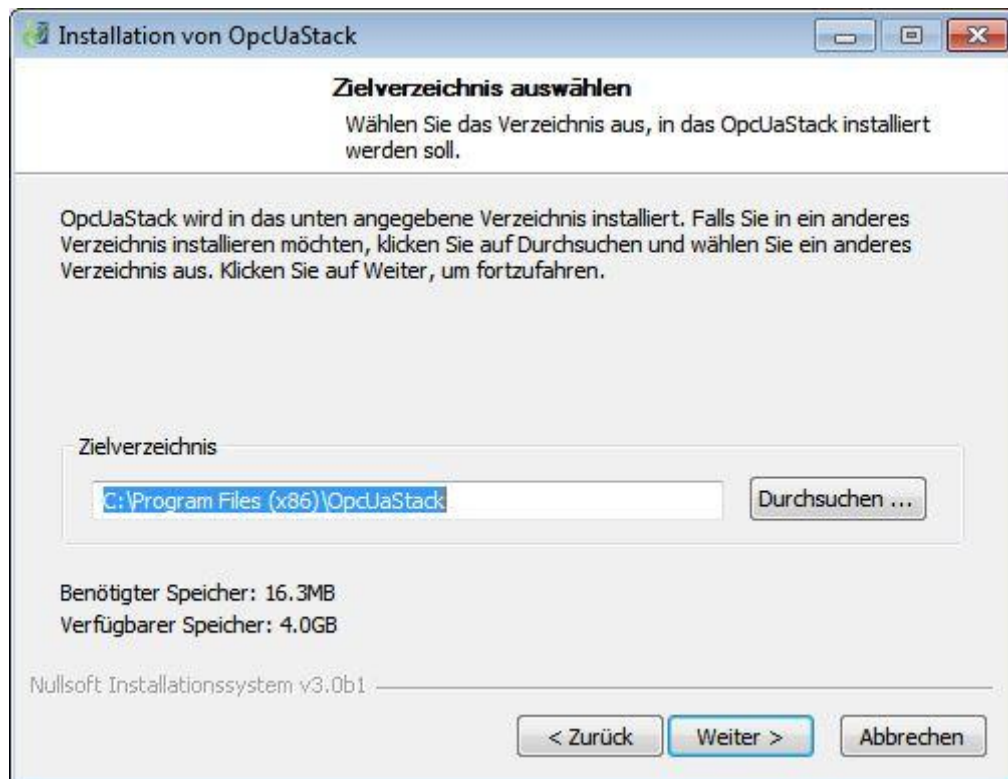 Installation von OpcUaStack
Zielverzeichnis auswählen
Wählen Sie das Verzeichnis aus, in das OpcUaStack installiert
werden soll.
OpcUaStack wird in das unten angegebene Verzeichnis installiert. Falls Sie in ein anderes
Verzeichnis installieren möchten, klicken Sie auf Durchsuchen und wählen Sie ein anderes
Verzeichnis aus. Klicken Sie auf Weiter, um fortzufahren.
Zielverzeichnis
C:\Program Files (x86)\OpcUaStack
Durchsuchen ...
Benötigter Speicher: 16.3MB
Verfügbarer Speicher: 4.0GB
Nullsoft Installationssystem v3.0b1
< Zurück
Weiter >
Abbrechen